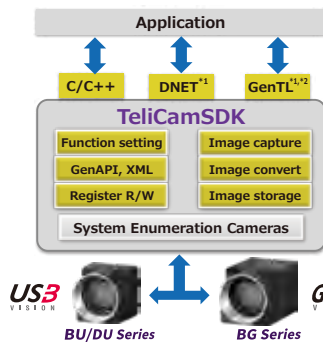 Application
C/C++ DNET*1 GenTL*1,*2
TeliCamSDK
Function setting Image capture
GenAPI, XML Image convert
Register R/W Image storage
System Enumeration Cameras
USB3
VISION
G
V
BU/DU Series BG Series